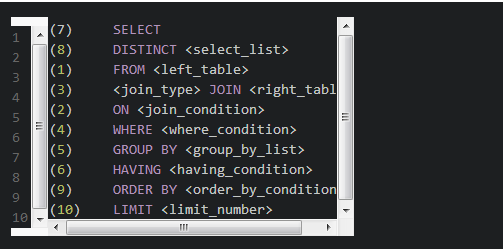 1 (7) SELECT
2 (8) DISTINCT <select_list>
3 (1) FROM <left_table>
4 (3) <join_type> JOIN <right_tabl
5 (2) ON <join_condition>
6 (4) WHERE <where_condition>
7 (5) GROUP BY <group_by_list>
8 (6) HAVING <having_condition>
9 (9) ORDER BY <order_by_condition
10 (10) LIMIT <limit_number>